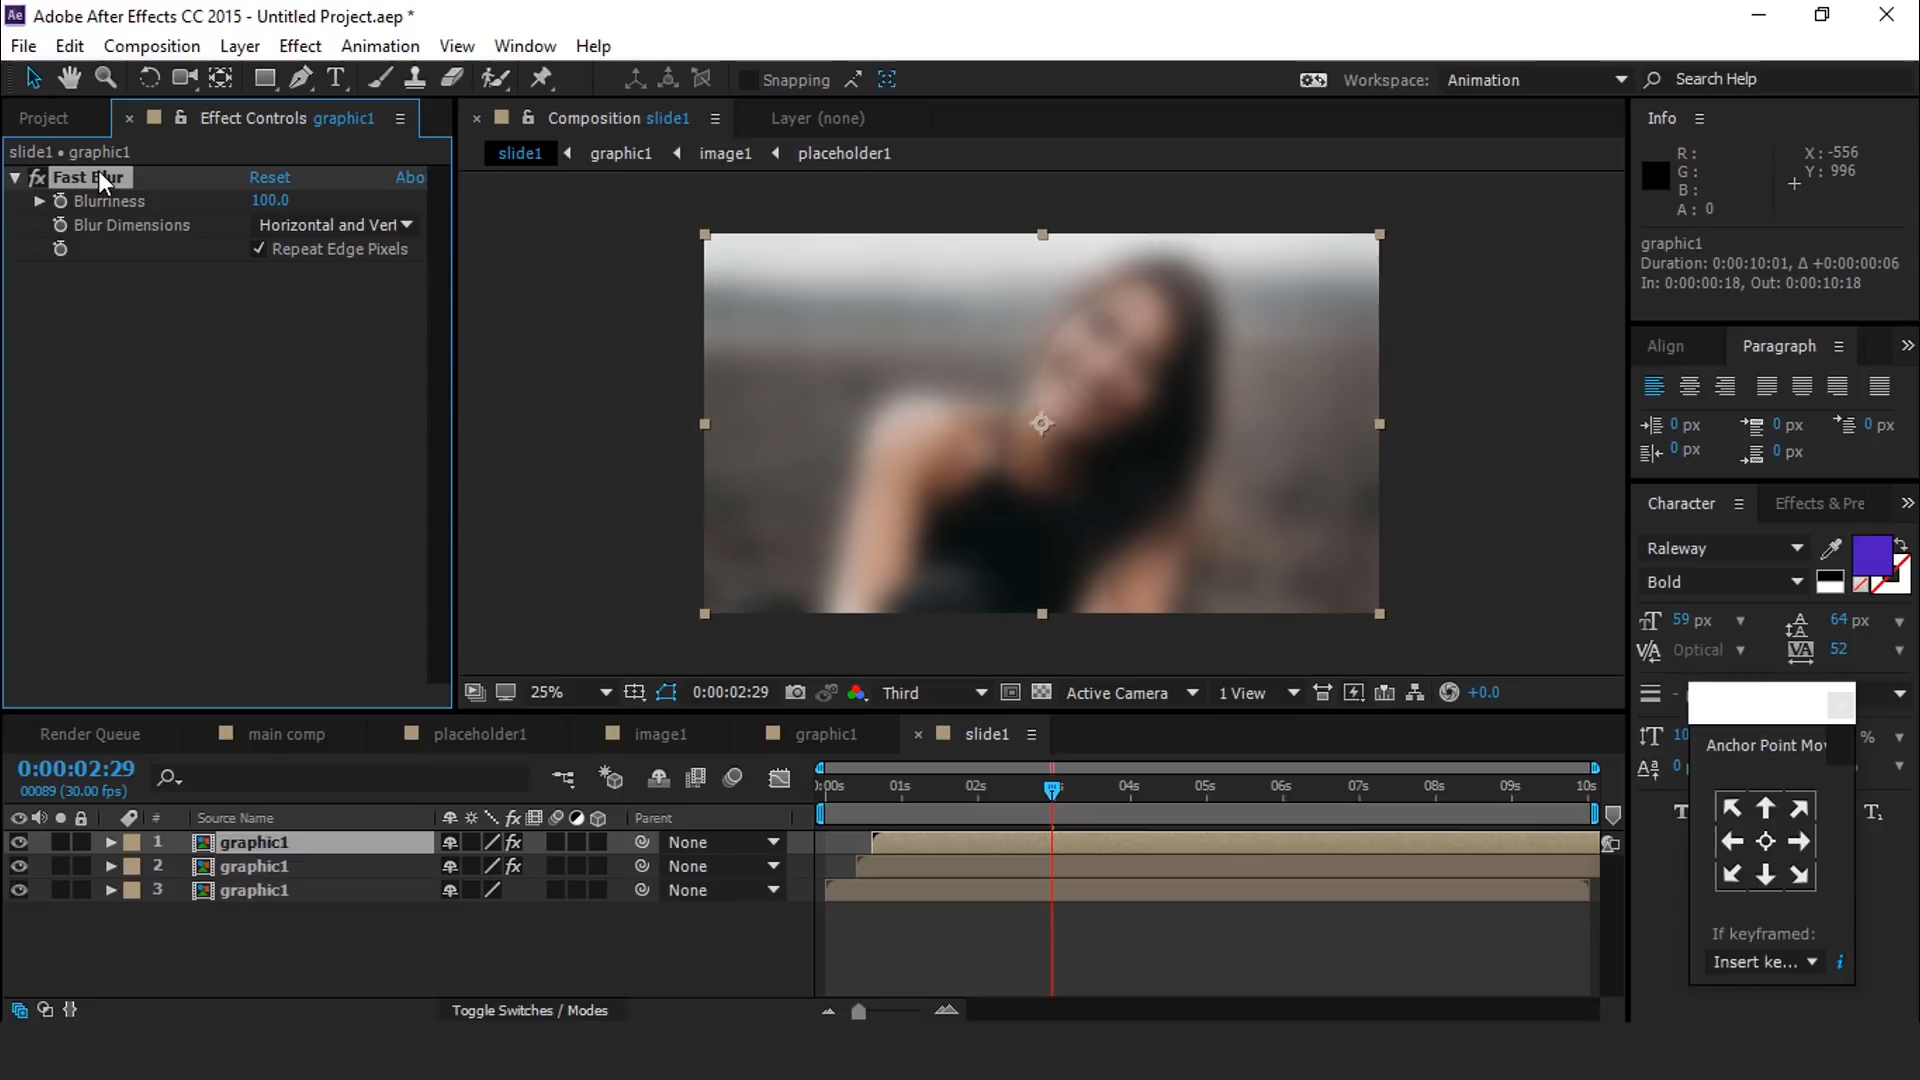 Adobe After Effects CC 2015 - Untitled Project.aep *
File Edit Composition Layer Effect Animation View Window Help
Snapping
Workspace: Animation
Search Help
Project
Effect Controls graphic1
slide1 • graphic1
fx Fast Blur Reset Abo
Blurriness 100.0
Blur Dimensions Horizontal and Vert
Repeat Edge Pixels
Composition slide1
Layer (none)
slide1 graphic1 image1 placeholder1
25% 0:00:02:29 Third Active Camera 1 View +0.0
Info
R: X: -556
G: Y: 996
B:
A: 0
graphic1
Duration: 0:00:10:01, Δ +0:00:00:06
In: 0:00:00:18, Out: 0:00:10:18
Align Paragraph
0 px 0 px 0 px
0 px 0 px
Character Effects & Pre
Raleway
Bold
59 px 64 px
Optical 52
-
10 %
0
Anchor Point Mov
If keyframed:
Insert ke...
Render Queue main comp placeholder1 image1 graphic1 slide1
0:00:02:29
00089 (30.00 fps)
):00s 01s 02s 04s 05s 06s 07s 08s 09s 10s
# Source Name fx Parent
1 graphic1 fx None
2 graphic1 fx None
3 graphic1 None
Toggle Switches / Modes